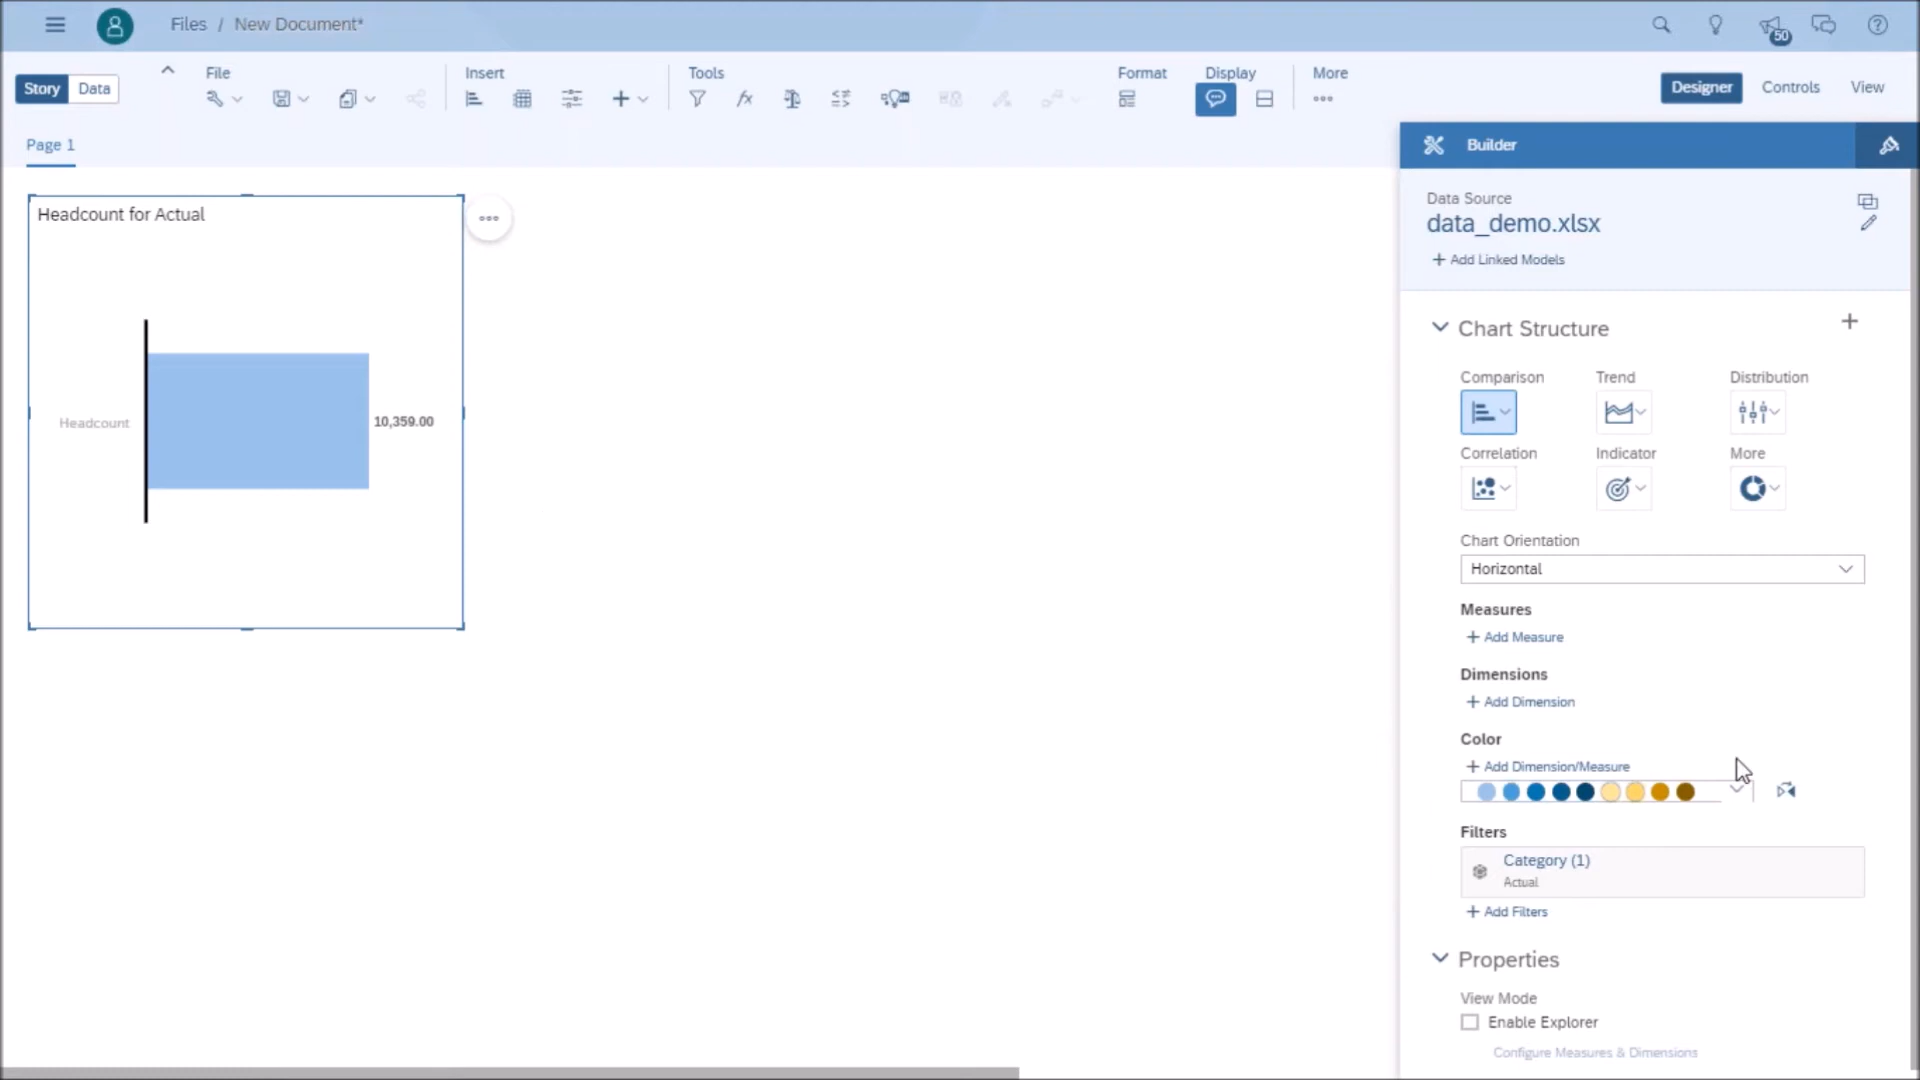 Files / New Document*
50
Story Data
File
Insert
Tools
Format
Display
More
Designer Controls View
Page 1
Builder
Headcount for Actual
Headcount
10,359.00
Data Source
data_demo.xlsx
+ Add Linked Models
Chart Structure
Comparison Trend Distribution
Correlation Indicator More
Chart Orientation
Horizontal
Measures
+ Add Measure
Dimensions
+ Add Dimension
Color
+ Add Dimension/Measure
Filters
Category (1)
Actual
+ Add Filters
Properties
View Mode
Enable Explorer
Configure Measures & Dimensions